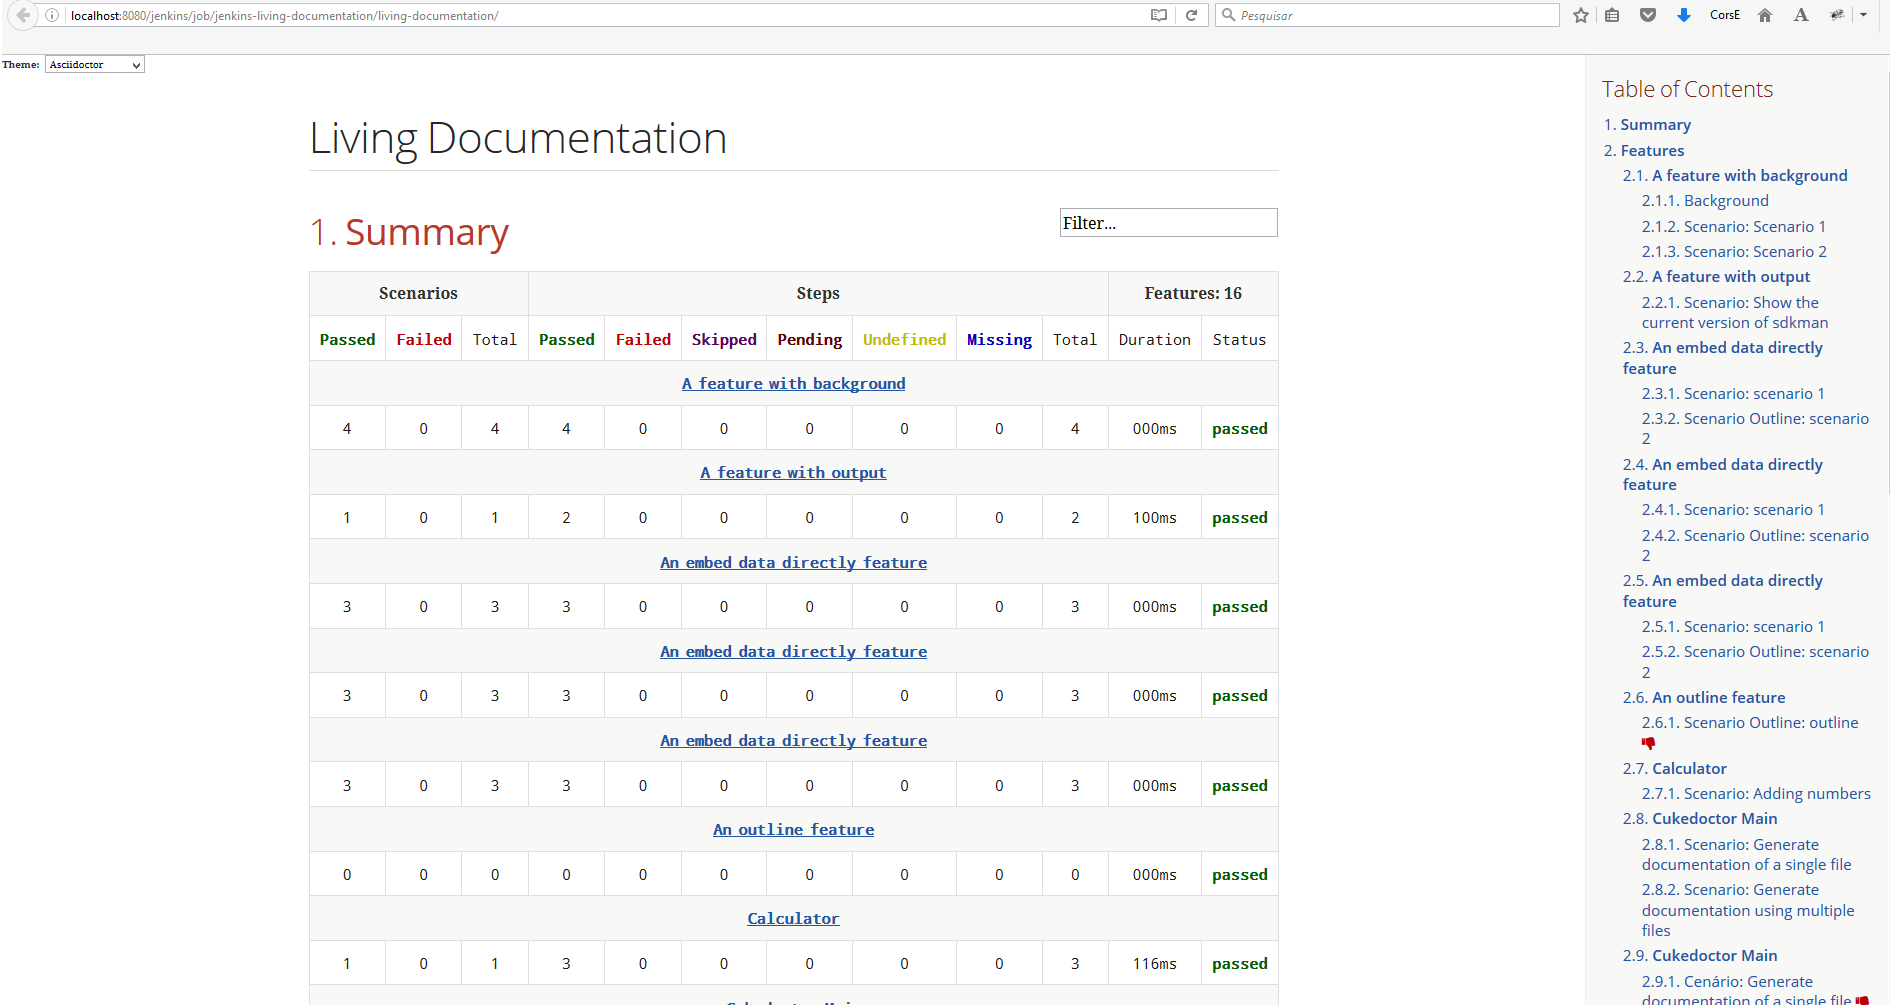 localhost:8080/jenkins/job/jenkins-living-documentation/living-documentation/
Pesquisar
CorsE
Theme: Asciidoctor
Living Documentation
1. Summary
Filter...
Scenarios Steps Features: 16
Passed Failed Total Passed Failed Skipped Pending Undefined Missing Total Duration Status
A feature with background
4 0 4 4 0 0 0 0 0 4 000ms passed
A feature with output
1 0 1 2 0 0 0 0 0 2 100ms passed
An embed data directly feature
3 0 3 3 0 0 0 0 0 3 000ms passed
An embed data directly feature
3 0 3 3 0 0 0 0 0 3 000ms passed
An embed data directly feature
3 0 3 3 0 0 0 0 0 3 000ms passed
An outline feature
0 0 0 0 0 0 0 0 0 0 000ms passed
Calculator
1 0 1 3 0 0 0 0 0 3 116ms passed
Table of Contents
1. Summary
2. Features
2.1. A feature with background
2.1.1. Background
2.1.2. Scenario: Scenario 1
2.1.3. Scenario: Scenario 2
2.2. A feature with output
2.2.1. Scenario: Show the
current version of sdkman
2.3. An embed data directly
feature
2.3.1. Scenario: scenario 1
2.3.2. Scenario Outline: scenario
2
2.4. An embed data directly
feature
2.4.1. Scenario: scenario 1
2.4.2. Scenario Outline: scenario
2
2.5. An embed data directly
feature
2.5.1. Scenario: scenario 1
2.5.2. Scenario Outline: scenario
2
2.6. An outline feature
2.6.1. Scenario Outline: outline
2.7. Calculator
2.7.1. Scenario: Adding numbers
2.8. Cukedoctor Main
2.8.1. Scenario: Generate
documentation of a single file
2.8.2. Scenario: Generate
documentation using multiple
files
2.9. Cukedoctor Main
2.9.1. Cenário: Generate
documentation of a single file